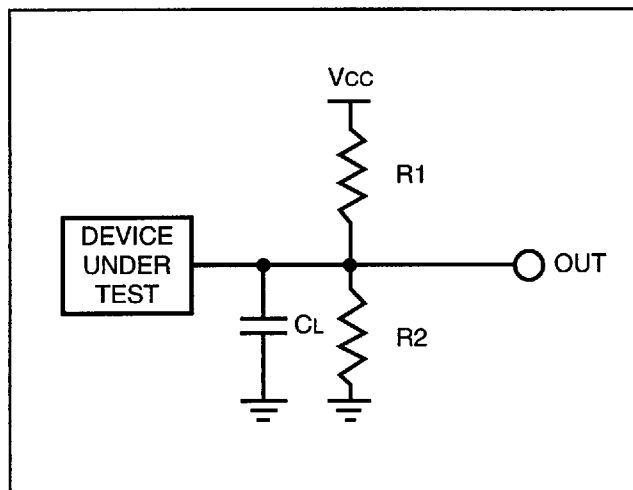 VCC
R1
DEVICE
UNDER
TEST
OUT
CL
R2